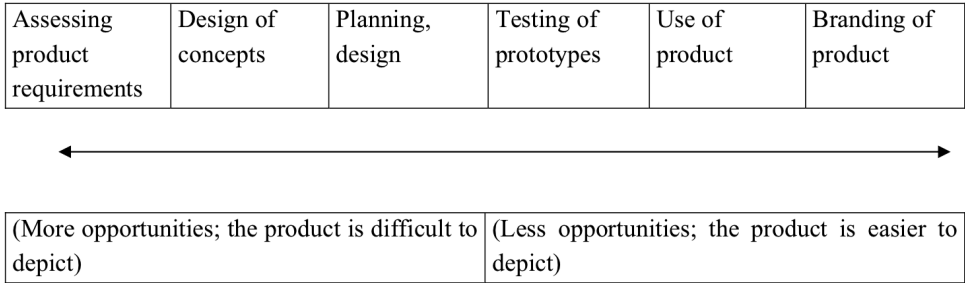 Assessing product requirements
Design of concepts
Planning, design
Testing of prototypes
Use of product
Branding of product
(More opportunities; the product is difficult to depict)
(Less opportunities; the product is easier to depict)